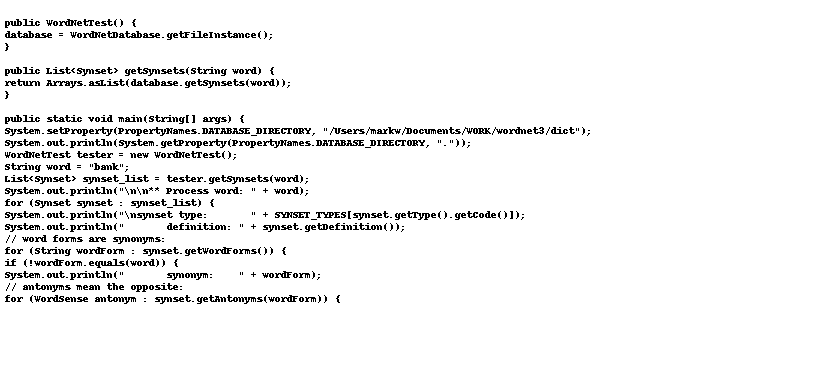 public WordNetTest() {
database = WordNetDatabase.getFileInstance();
}
public List<Synset> getSynsets(String word) {
return Arrays.asList(database.getSynsets(word));
}
public static void main(String[] args) {
System.setProperty(PropertyNames.DATABASE_DIRECTORY, "/Users/markw/Documents/WORK/wordnet3/dict");
System.out.println(System.getProperty(PropertyNames.DATABASE_DIRECTORY, "."));
WordNetTest tester = new WordNetTest();
String word = "bank";
List<Synset> synset_list = tester.getSynsets(word);
System.out.println("\n\n** Process word: " + word);
for (Synset synset : synset_list) {
System.out.println("\nsynset type:       " + SYNSET_TYPES[synset.getType().getCode()]);
System.out.println("       definition: " + synset.getDefinition());
// word forms are synonyms:
for (String wordForm : synset.getWordForms()) {
if (!wordForm.equals(word)) {
System.out.println("       synonym:    " + wordForm);
// antonyms mean the opposite:
for (WordSense antonym : synset.getAntonyms(wordForm)) {